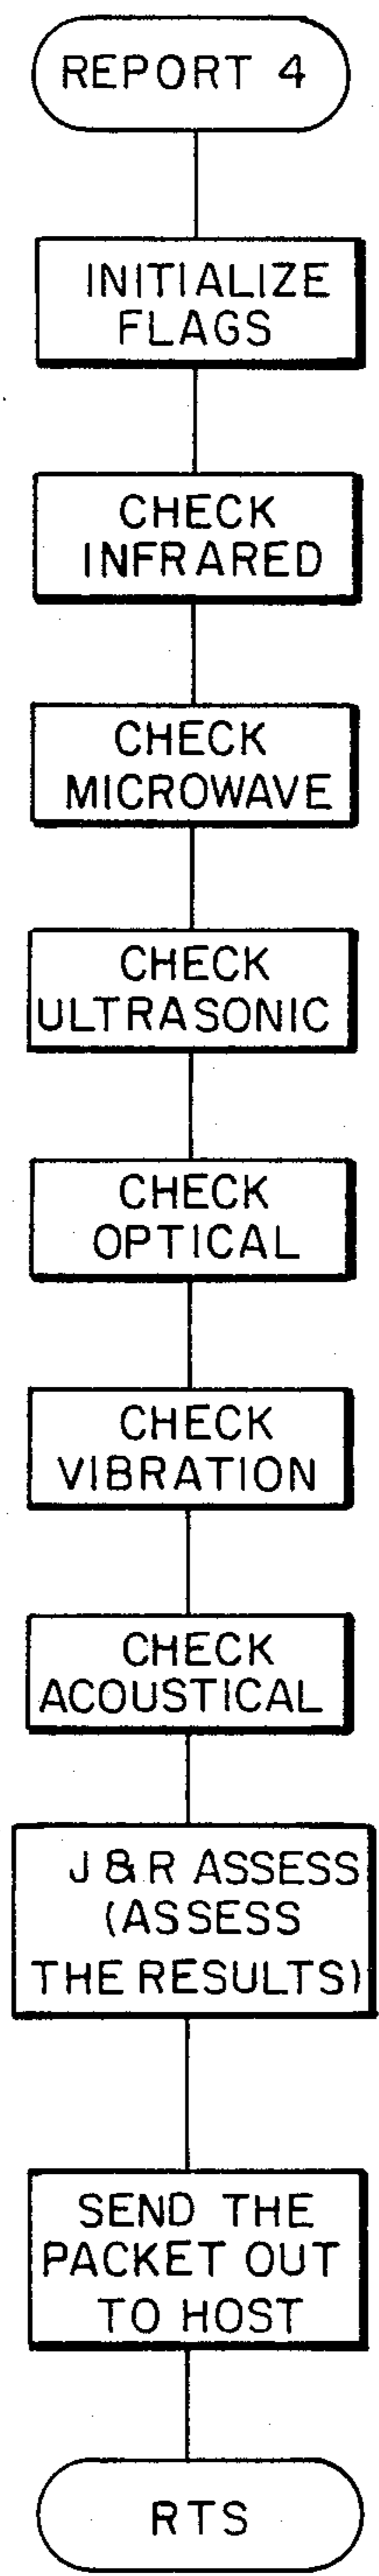 REPORT 4
INITIALIZE
FLAGS
CHECK
INFRARED
CHECK
MICROWAVE
CHECK
ULTRASONIC
CHECK
OPTICAL
CHECK
VIBRATION
CHECK
ACOUSTICAL
J & R ASSESS
(ASSESS
THE RESULTS)
SEND THE
PACKET OUT
TO HOST
RTS